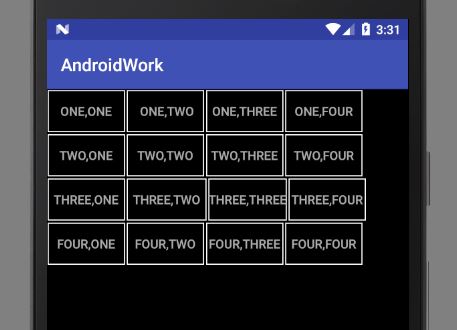 3:31
AndroidWork
ONE,ONE ONE,TWO ONE,THREE ONE,FOUR
TWO,ONE TWO,TWO TWO,THREE TWO,FOUR
THREE,ONE THREE,TWO THREE,THREE THREE,FOUR
FOUR,ONE FOUR,TWO FOUR,THREE FOUR,FOUR